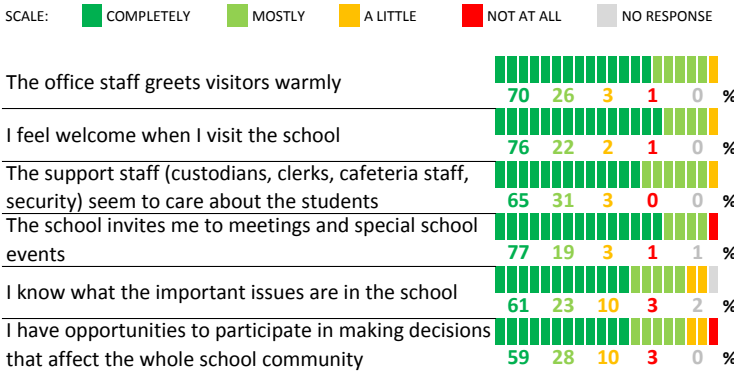 SCALE: COMPLETELY MOSTLY A LITTLE NOT AT ALL NO RESPONSE
The office staff greets visitors warmly
70 26 3 1 0 %
I feel welcome when I visit the school
76 22 2 1 0 %
The support staff (custodians, clerks, cafeteria staff,
security) seem to care about the students
65 31 3 0 0 %
The school invites me to meetings and special school
events
77 19 3 1 1 %
I know what the important issues are in the school
61 23 10 3 2 %
I have opportunities to participate in making decisions
that affect the whole school community
59 28 10 3 0 %